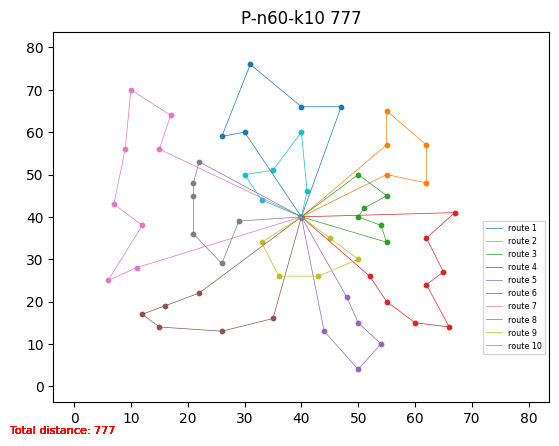 P-n60-k10 777
80
70
60
50
40
30
20
10
0
0 10 20 30 40 50 60 70 80
route 1
route 2
route 3
route 4
route 5
route 6
route 7
route 8
route 9
route 10
Total distance: 777